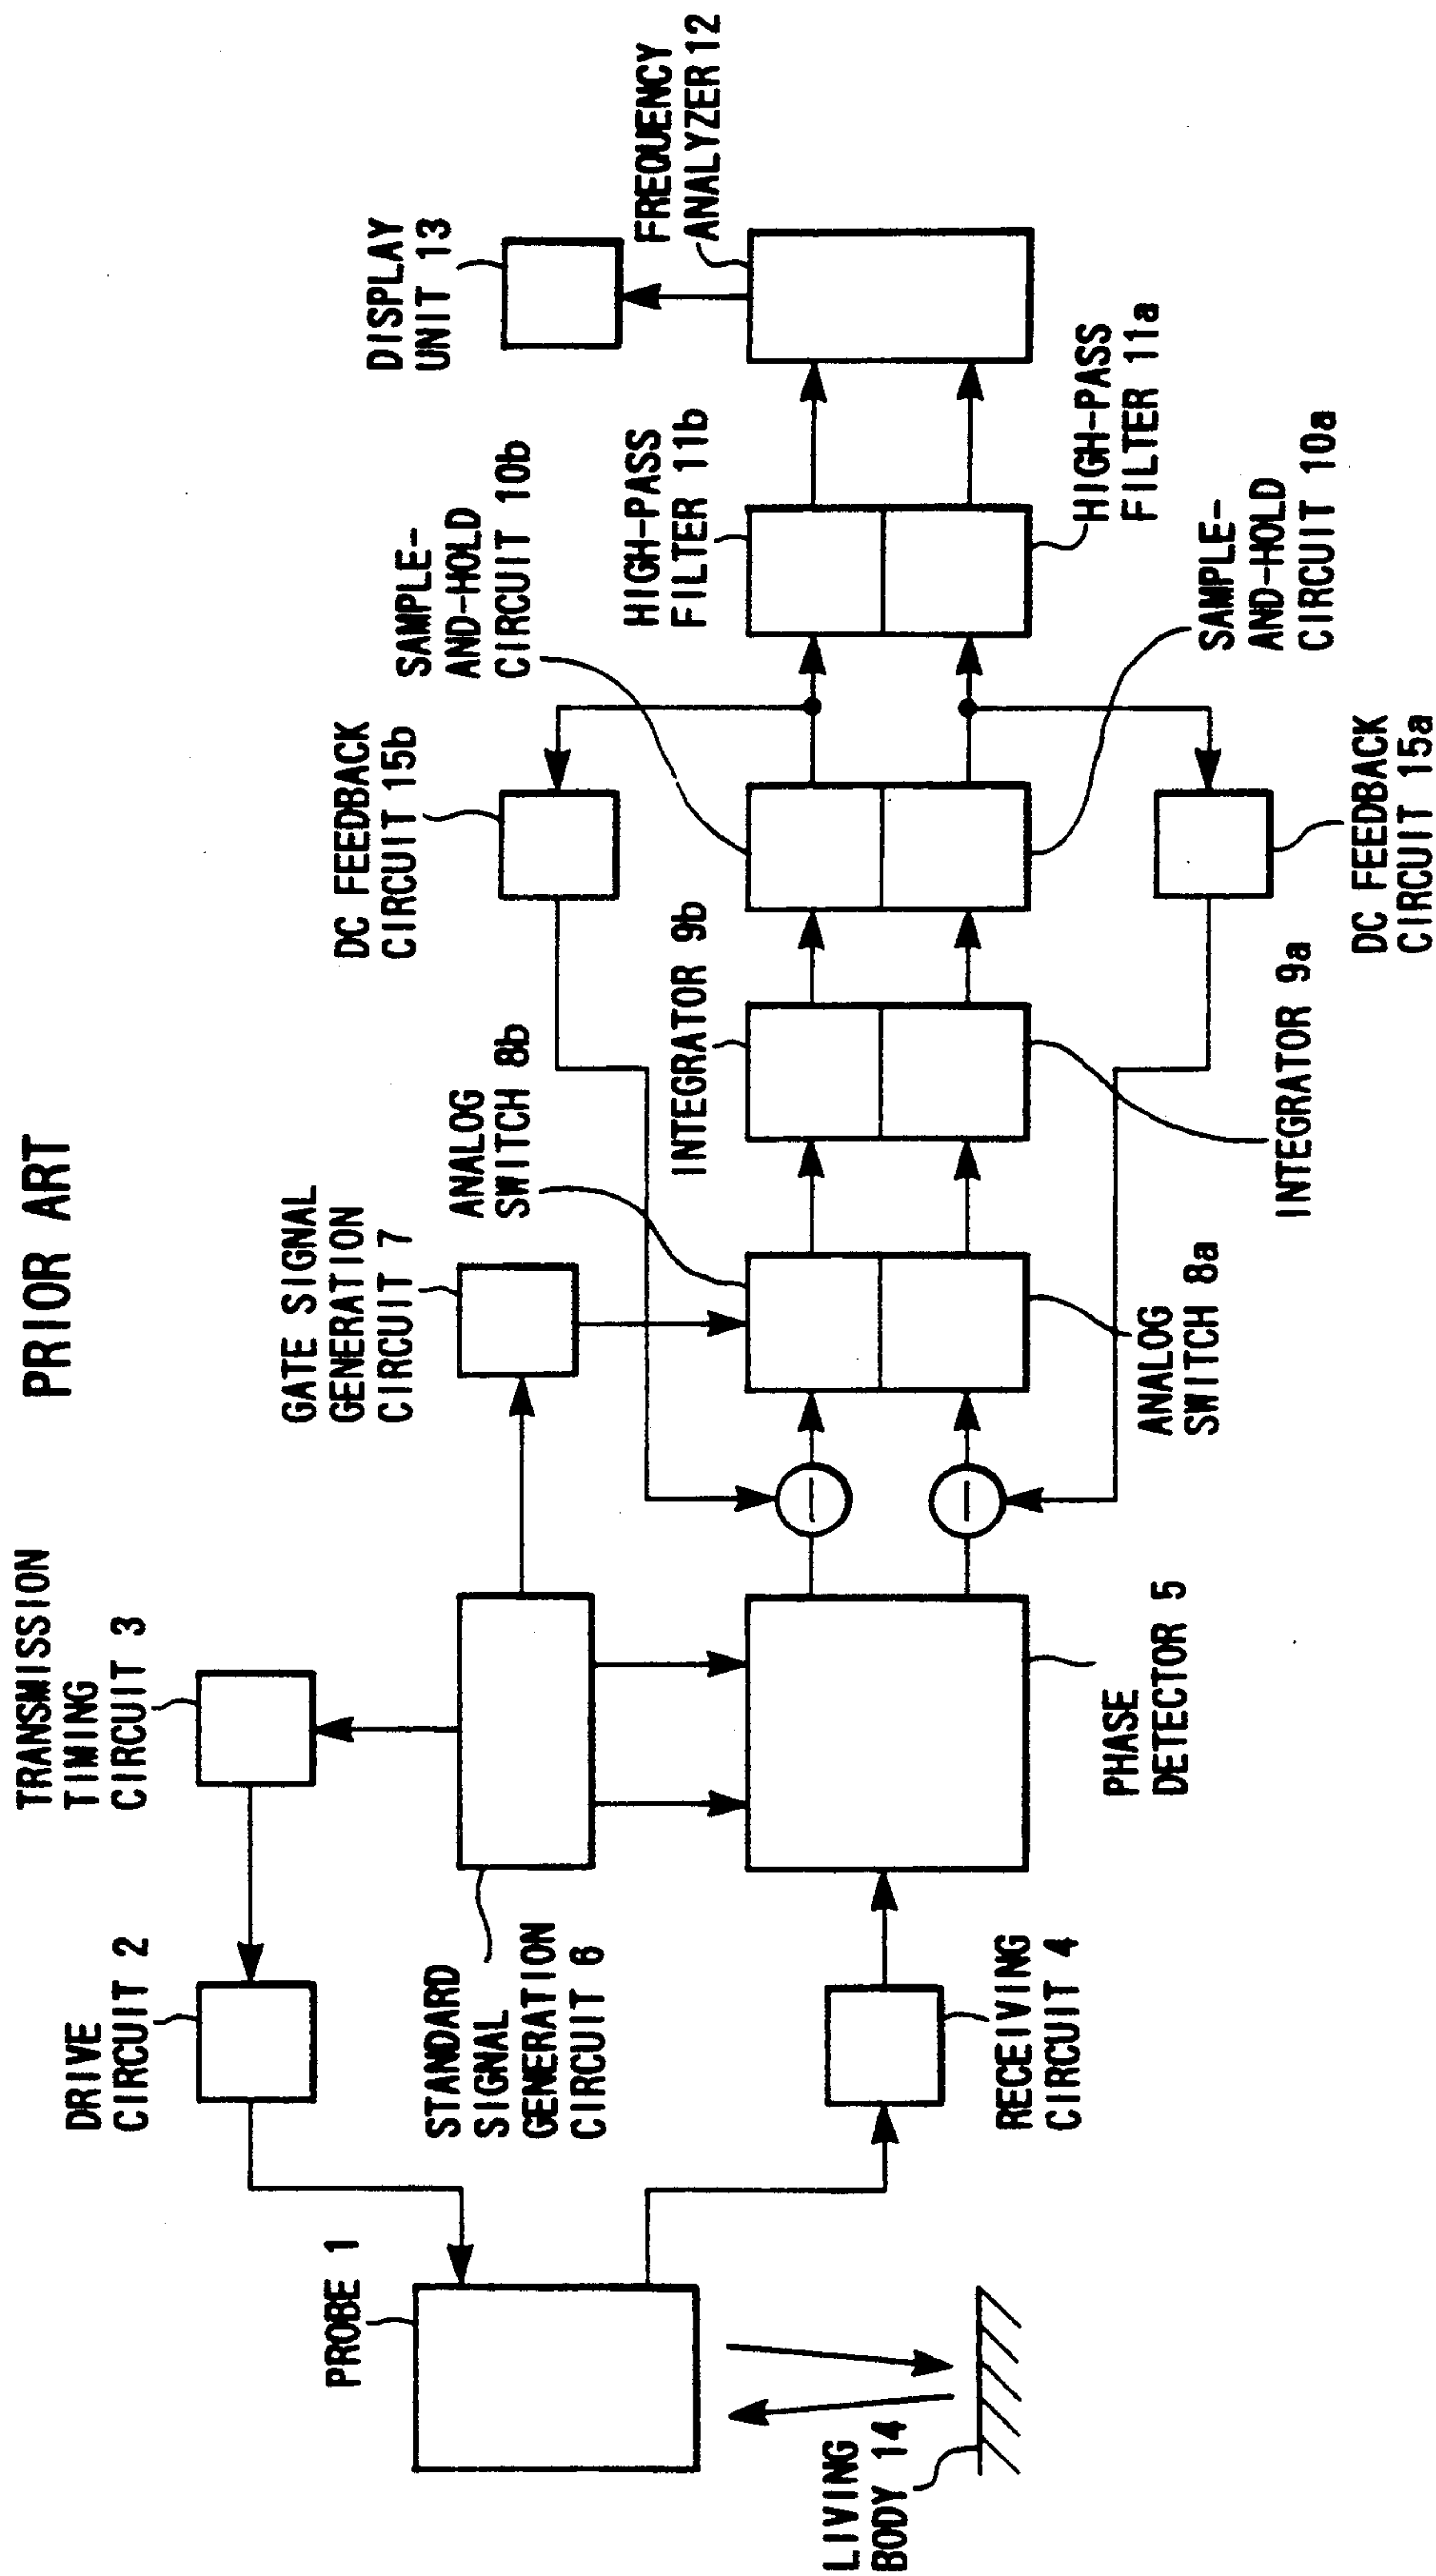 PRIOR ART
TRANSMISSION
TIMING
CIRCUIT 3
DRIVE
CIRCUIT 2
PROBE 1
LIVING
BODY 14
STANDARD
SIGNAL
GENERATION
CIRCUIT 6
RECEIVING
CIRCUIT 4
PHASE
DETECTOR 5
GATE SIGNAL
GENERATION
CIRCUIT 7
ANALOG
SWITCH 8b
ANALOG
SWITCH 8a
INTEGRATOR 9b
INTEGRATOR 9a
DC FEEDBACK
CIRCUIT 15b
DC FEEDBACK
CIRCUIT 15a
SAMPLE-
AND-HOLD
CIRCUIT 10b
SAMPLE-
AND-HOLD
CIRCUIT 10a
HIGH-PASS
FILTER 11b
HIGH-PASS
FILTER 11a
DISPLAY
UNIT 13
FREQUENCY
ANALYZER 12